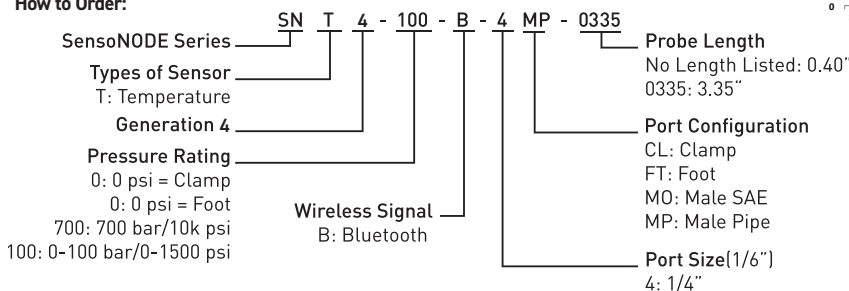 How to Order:
SN T 4 - 100 - B - 4 MP - 0335
SensoNODE Series
Types of Sensor
T: Temperature
Generation 4
Pressure Rating
0: 0 psi = Clamp
0: 0 psi = Foot
700: 700 bar/10k psi
100: 0-100 bar/0-1500 psi
Wireless Signal
B: Bluetooth
Probe Length
No Length Listed: 0.40"
0335: 3.35"
Port Configuration
CL: Clamp
FT: Foot
MO: Male SAE
MP: Male Pipe
Port Size(1/6")
4: 1/4"
0